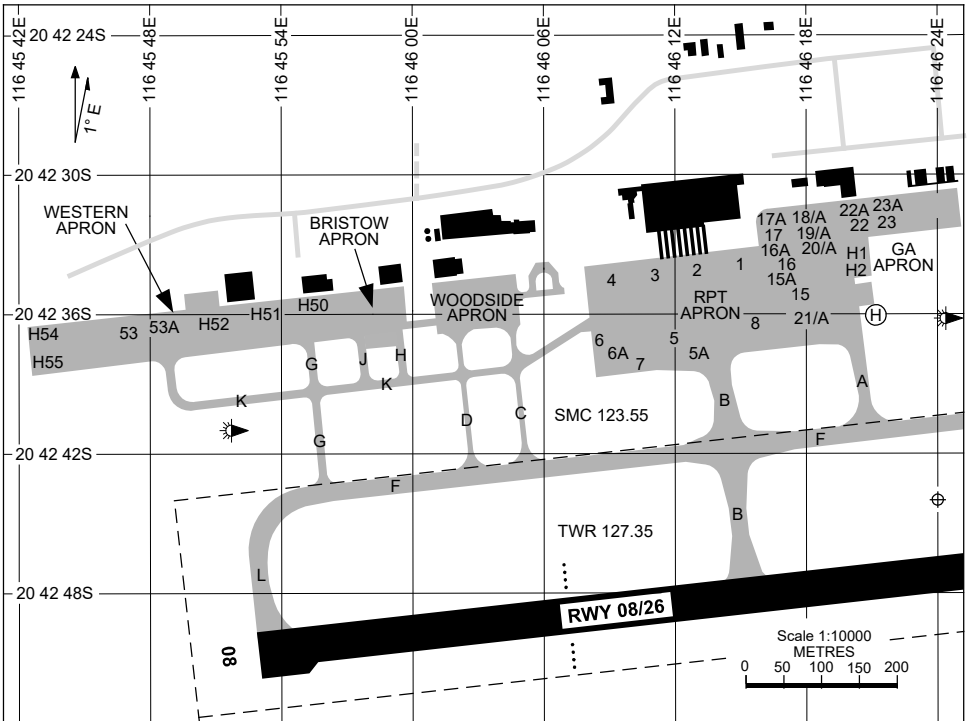 116 45 42E
116 45 48E
116 45 54E
116 46 00E
116 46 06E
116 46 12E
116 46 18E
116 46 24E
20 42 24S
1° E
20 42 30S
WESTERN
APRON
BRISTOW
APRON
17A
18/A
22A
23A
17
19/A
22
23
16A
20/A
H1
GA
APRON
16
H2
15A
15
4
3
2
1
RPT
APRON
WOODSIDE
APRON
H50
H51
H52
53A
53
H54
H55
20 42 36S
8
21/A
H
6
6A
7
5
5A
G
J
H
K
K
B
A
D
C
SMC 123.55
G
F
20 42 42S
F
B
TWR 127.35
L
20 42 48S
RWY 08/26
08
Scale 1:10000
METRES
0 50 100 150 200